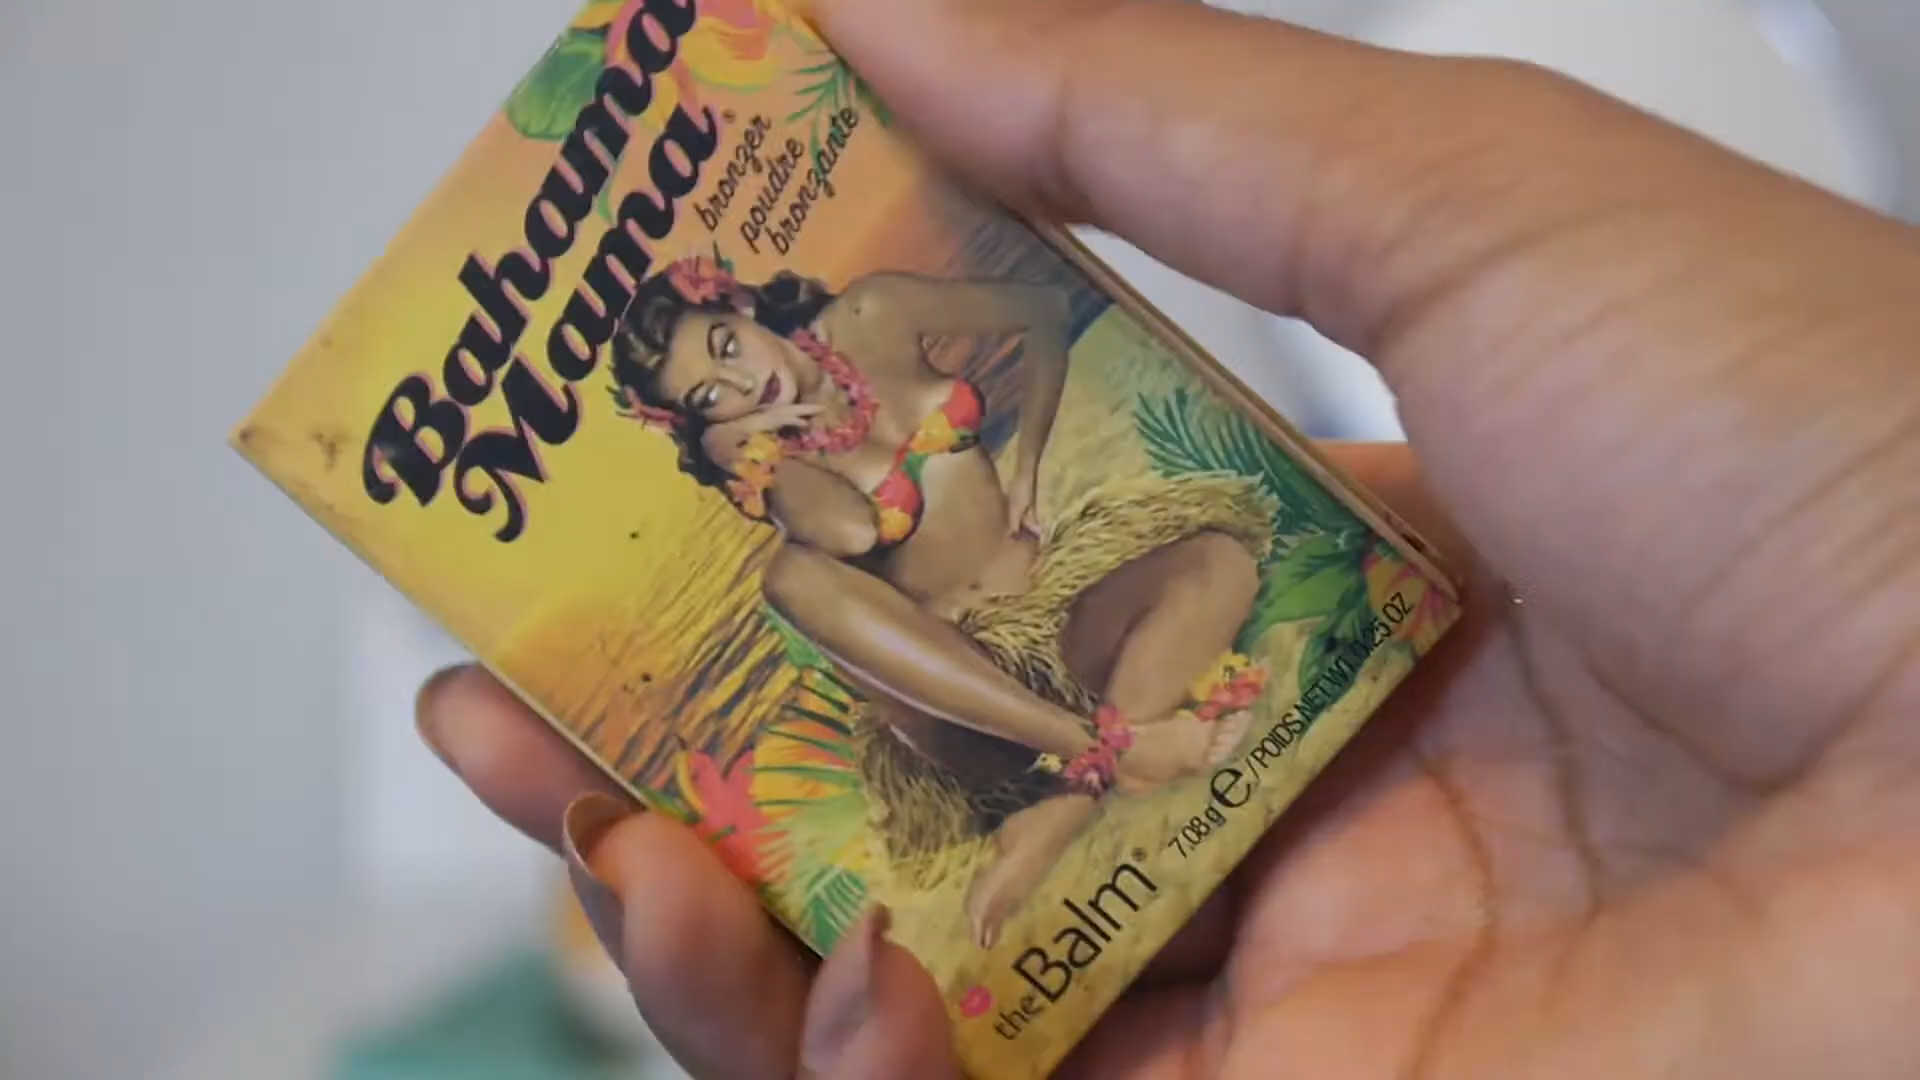 Bahama
Mama®
bronzer
poudre
bronzante
theBalm®
7.08 g e / POIDS NET WT. 0.25 OZ